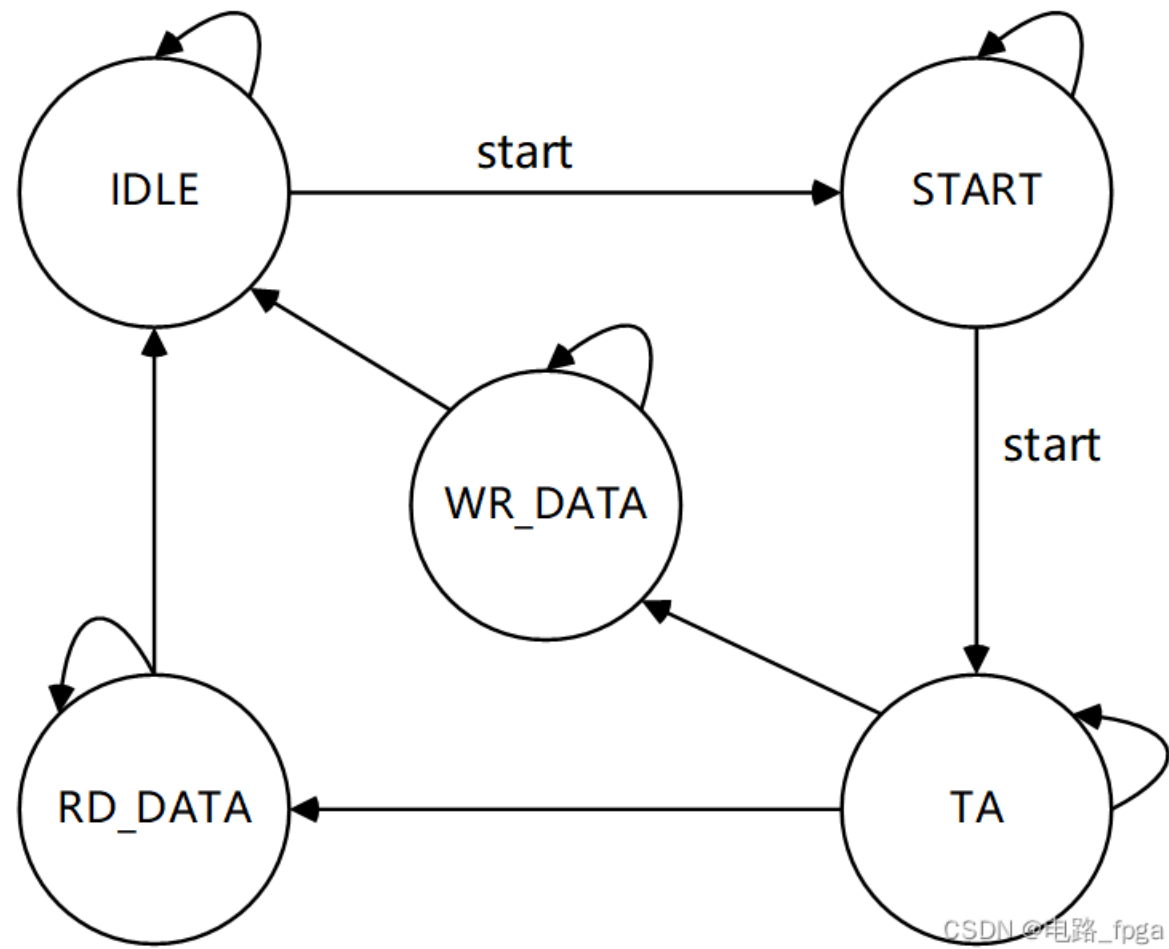 start
IDLE
START
start
WR_DATA
RD_DATA
TA
CSDN @电路_fpga